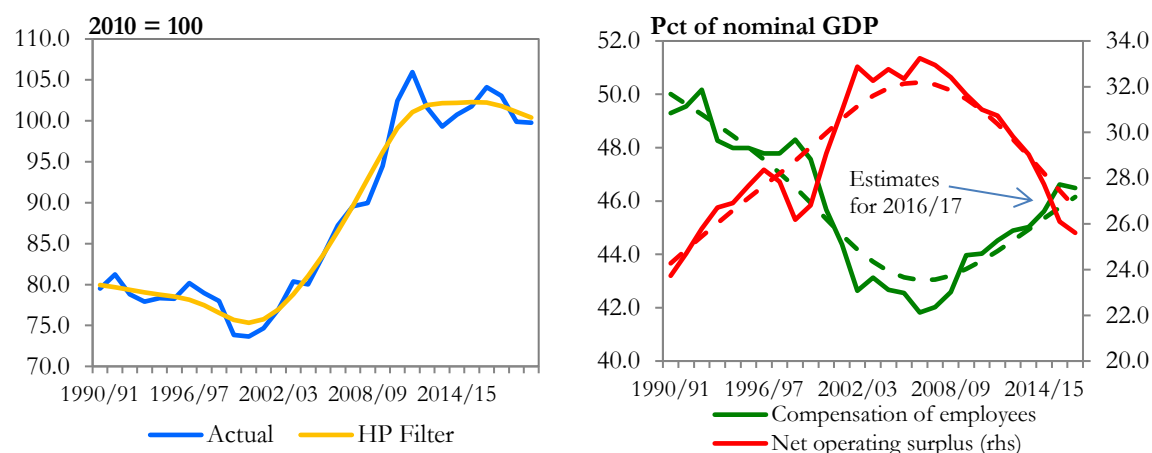 2010 = 100
110.0
105.0
100.0
95.0
90.0
85.0
80.0
75.0
70.0
1990/91 1996/97 2002/03 2008/09 2014/15
Actual HP Filter
Pct of nominal GDP
52.0
50.0
48.0
46.0
44.0
42.0
40.0
34.0
32.0
30.0
28.0
26.0
24.0
22.0
20.0
Estimates
for 2016/17
1990/91 1996/97 2002/03 2008/09 2014/15
Compensation of employees
Net operating surplus (rhs)